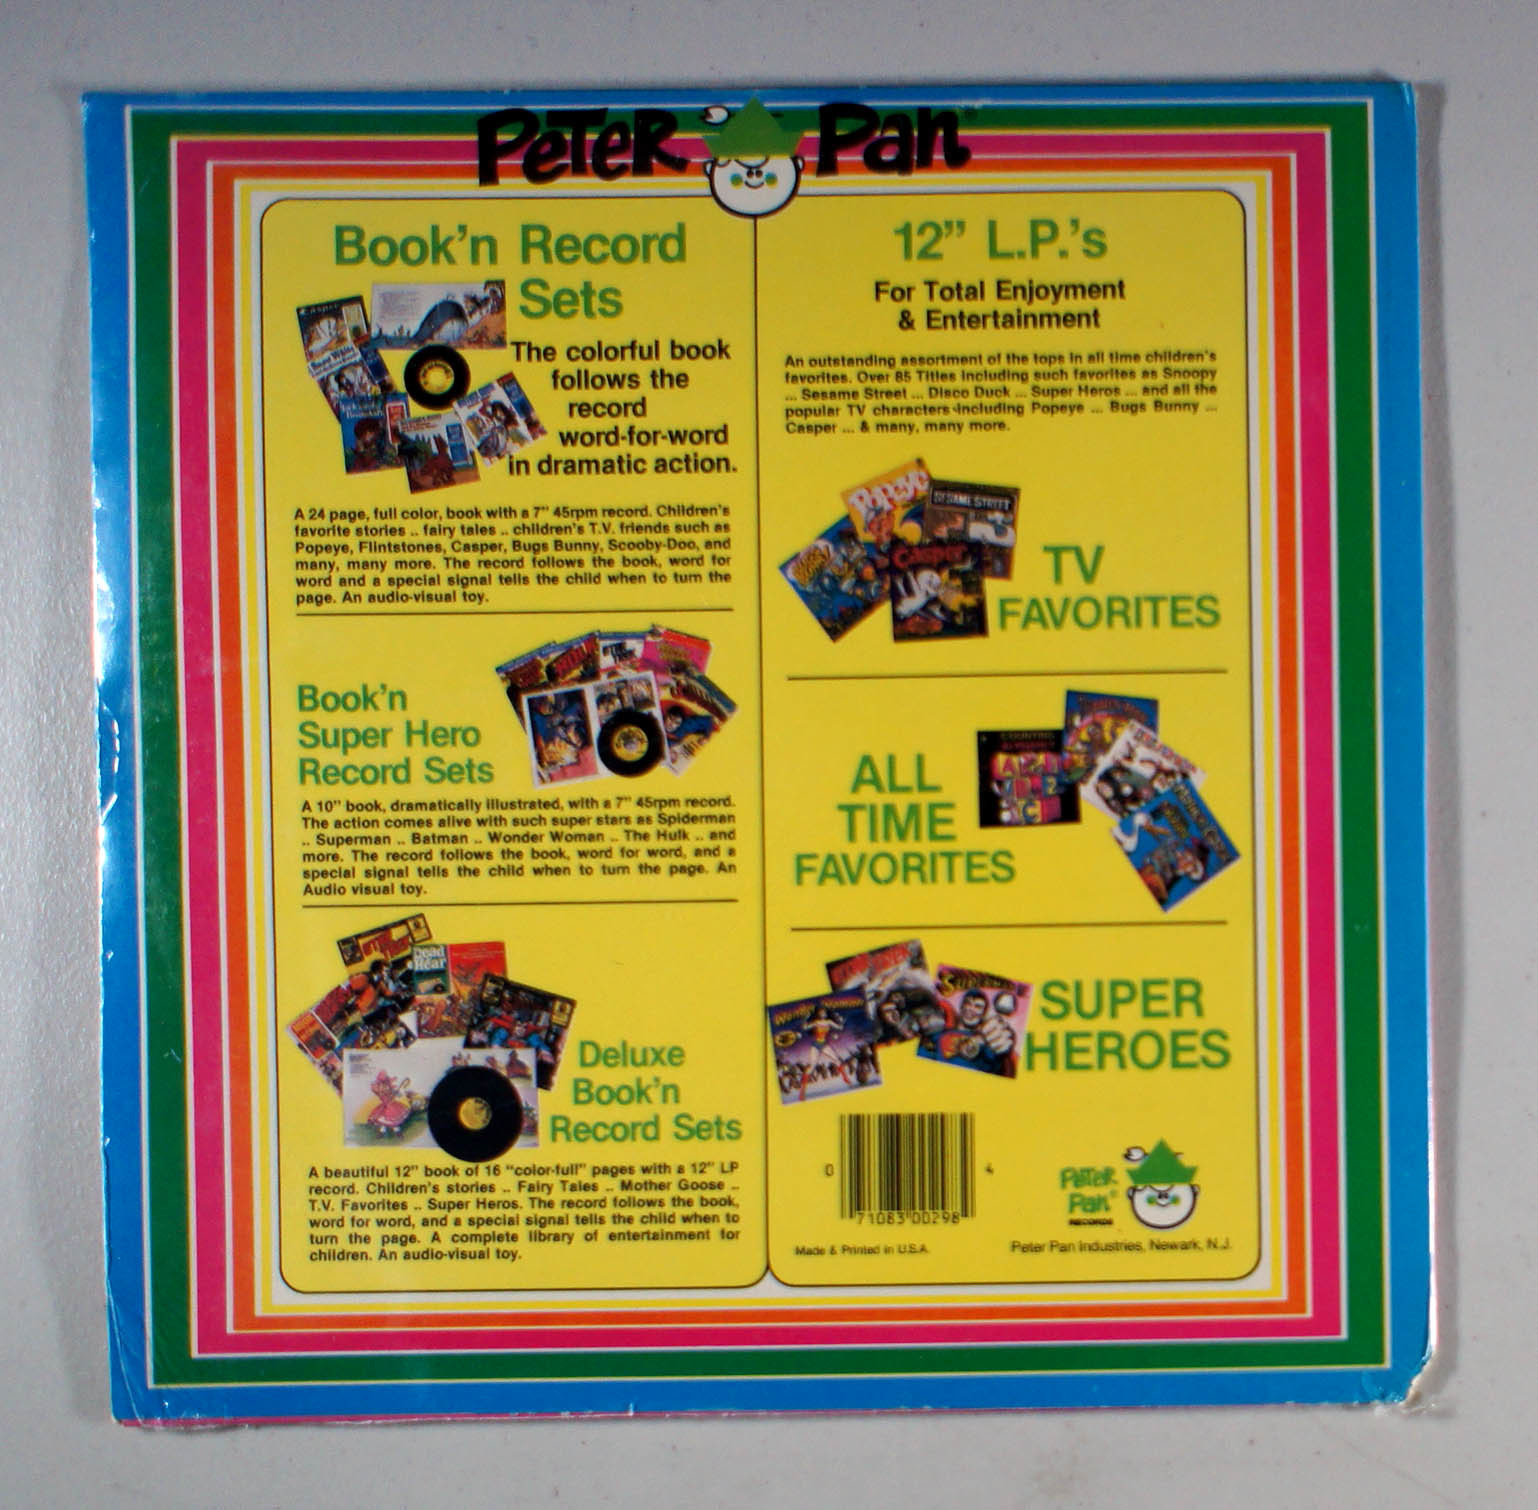 PETER PAN
Book'n Record
Sets
The colorful book
follows the
record
word-for-word
in dramatic action.
A 24 page, full color, book with a 7" 45rpm record. Children's
favorite stories .. fairy tales .. children's T.V. friends such as
Popeye, Flintstones, Casper, Bugs Bunny, Scooby-Doo, and
many, many more. The record follows the book, word for
word and a special signal tells the child when to turn the
page. An audio-visual toy.
Book'n
Super Hero
Record Sets
A 10" book, dramatically illustrated, with a 7" 45rpm record.
The action comes alive with such super stars as Spiderman
.. Superman .. Batman .. Wonder Woman .. The Hulk .. and
more. The record follows the book, word for word, and a
special signal tells the child when to turn the page. An
Audio visual toy.
STAR TREK
Dead
Deluxe
Book'n
Record Sets
A beautiful 12" book of 16 "color-full" pages with a 12" LP
record. Children's stories .. Fairy Tales .. Mother Goose ..
T.V. Favorites .. Super Heros. The record follows the book,
word for word, and a special signal tells the child when to
turn the page. A complete library of entertainment for
children. An audio-visual toy.
12" L.P.'s
For Total Enjoyment
& Entertainment
An outstanding assortment of the tops in all time children's
favorites. Over 85 Titles including such favorites as Snoopy
... Sesame Street ... Disco Duck ... Super Heros ... and all the
popular TV characters including Popeye ... Bugs Bunny ...
Casper ... & many, many more.
POPEYE
SESAME STREET
Casper
TV
FAVORITES
ALL
TIME
FAVORITES
COUNTING
Wonder Woman
SUPERMAN
SUPER
HEROES
0 71083 00298 4
PETER
PAN®
RECORDS
Made & Printed in U.S.A.
Peter Pan Industries, Newark, N.J.